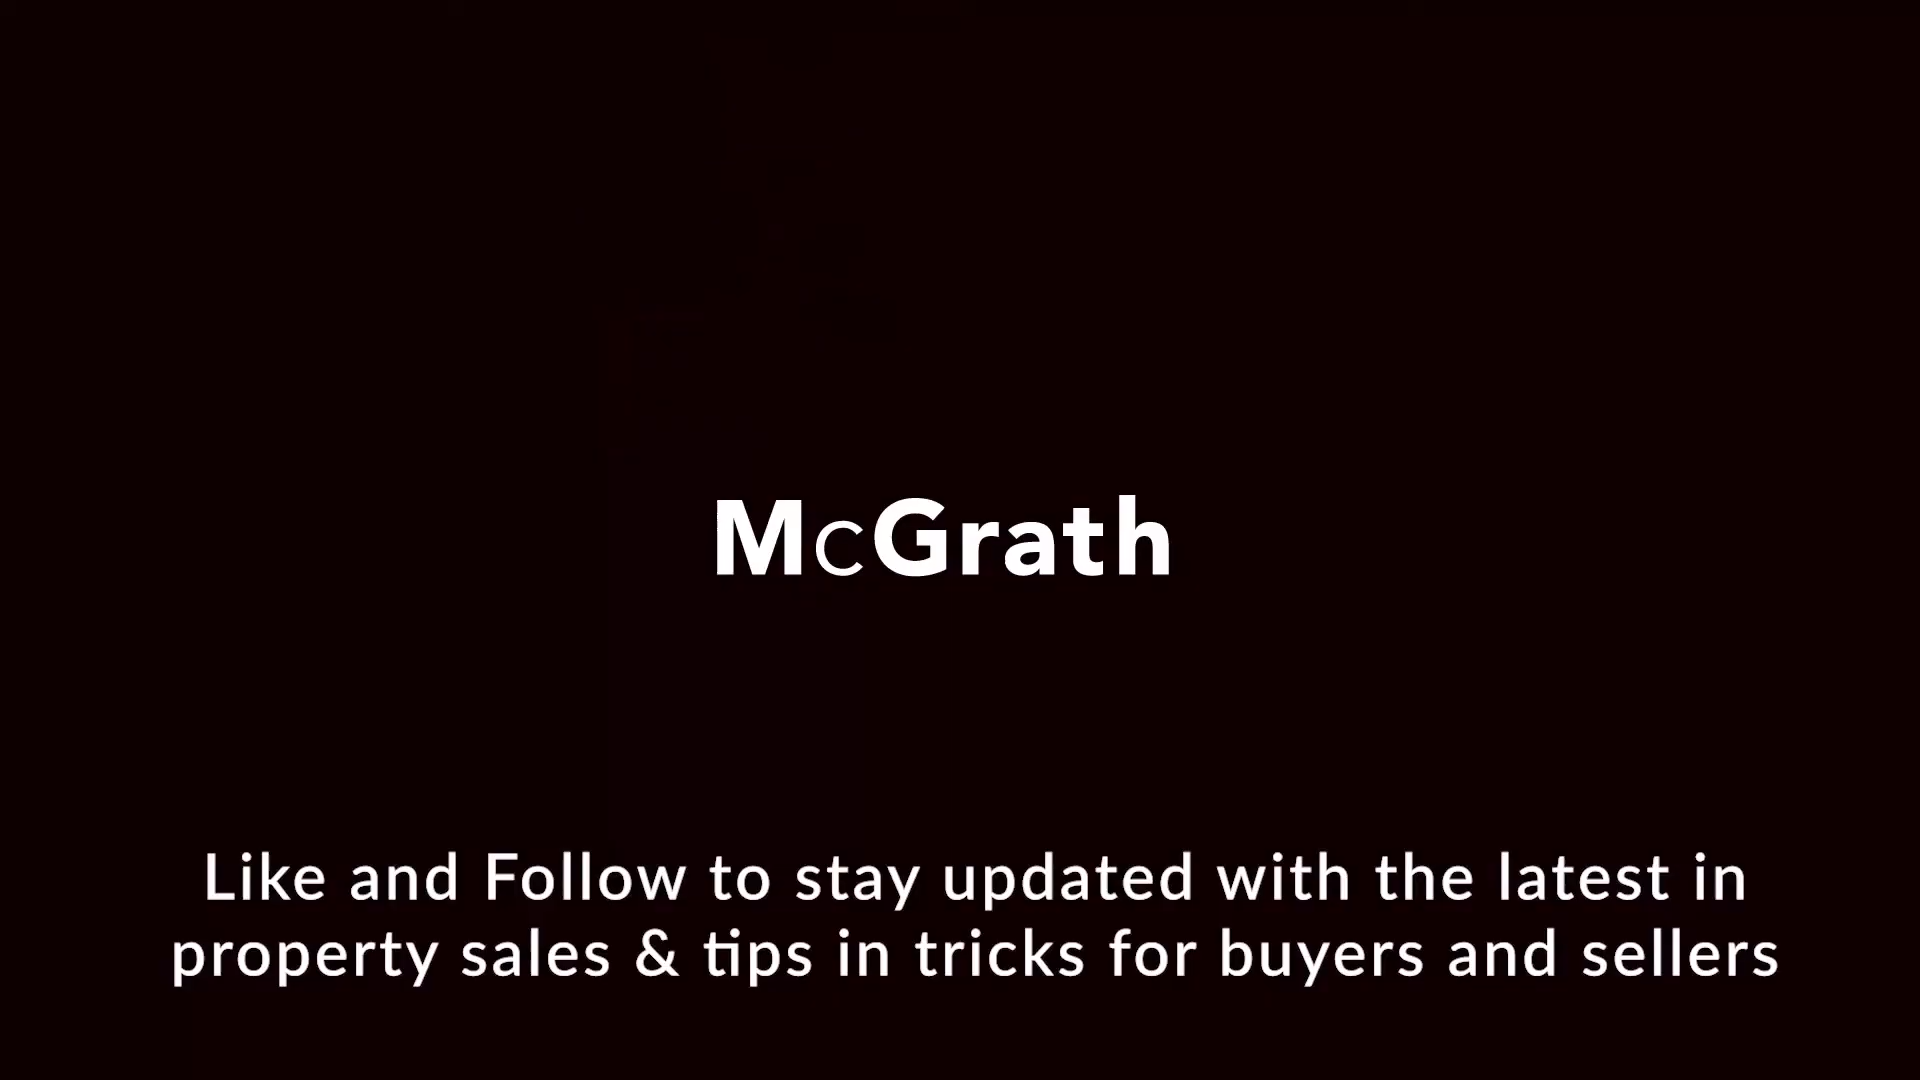 McGrath
Like and Follow to stay updated with the latest in
property sales & tips in tricks for buyers and sellers